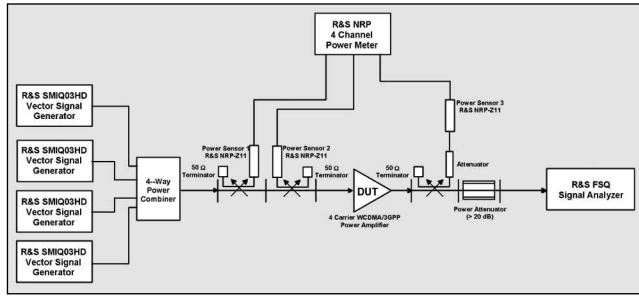 R&S NRP
4 Channel
Power Meter
R&S SMIQ03HD
Vector Signal
Generator
R&S SMIQ03HD
Vector Signal
Generator
R&S SMIQ03HD
Vector Signal
Generator
R&S SMIQ03HD
Vector Signal
Generator
4--Way
Power
Combiner
50 Ω
Terminator
Power Sensor 1
R&S NRP-Z11
Power Sensor 2
R&S NRP-Z11
50 Ω
Terminator
DUT
4 Carrier WCDMA/3GPP
Power Amplifier
50 Ω
Terminator
Power Sensor 3
R&S NRP-Z11
Attenuator
Power Attenuator
(> 20 dB)
R&S FSQ
Signal Analyzer